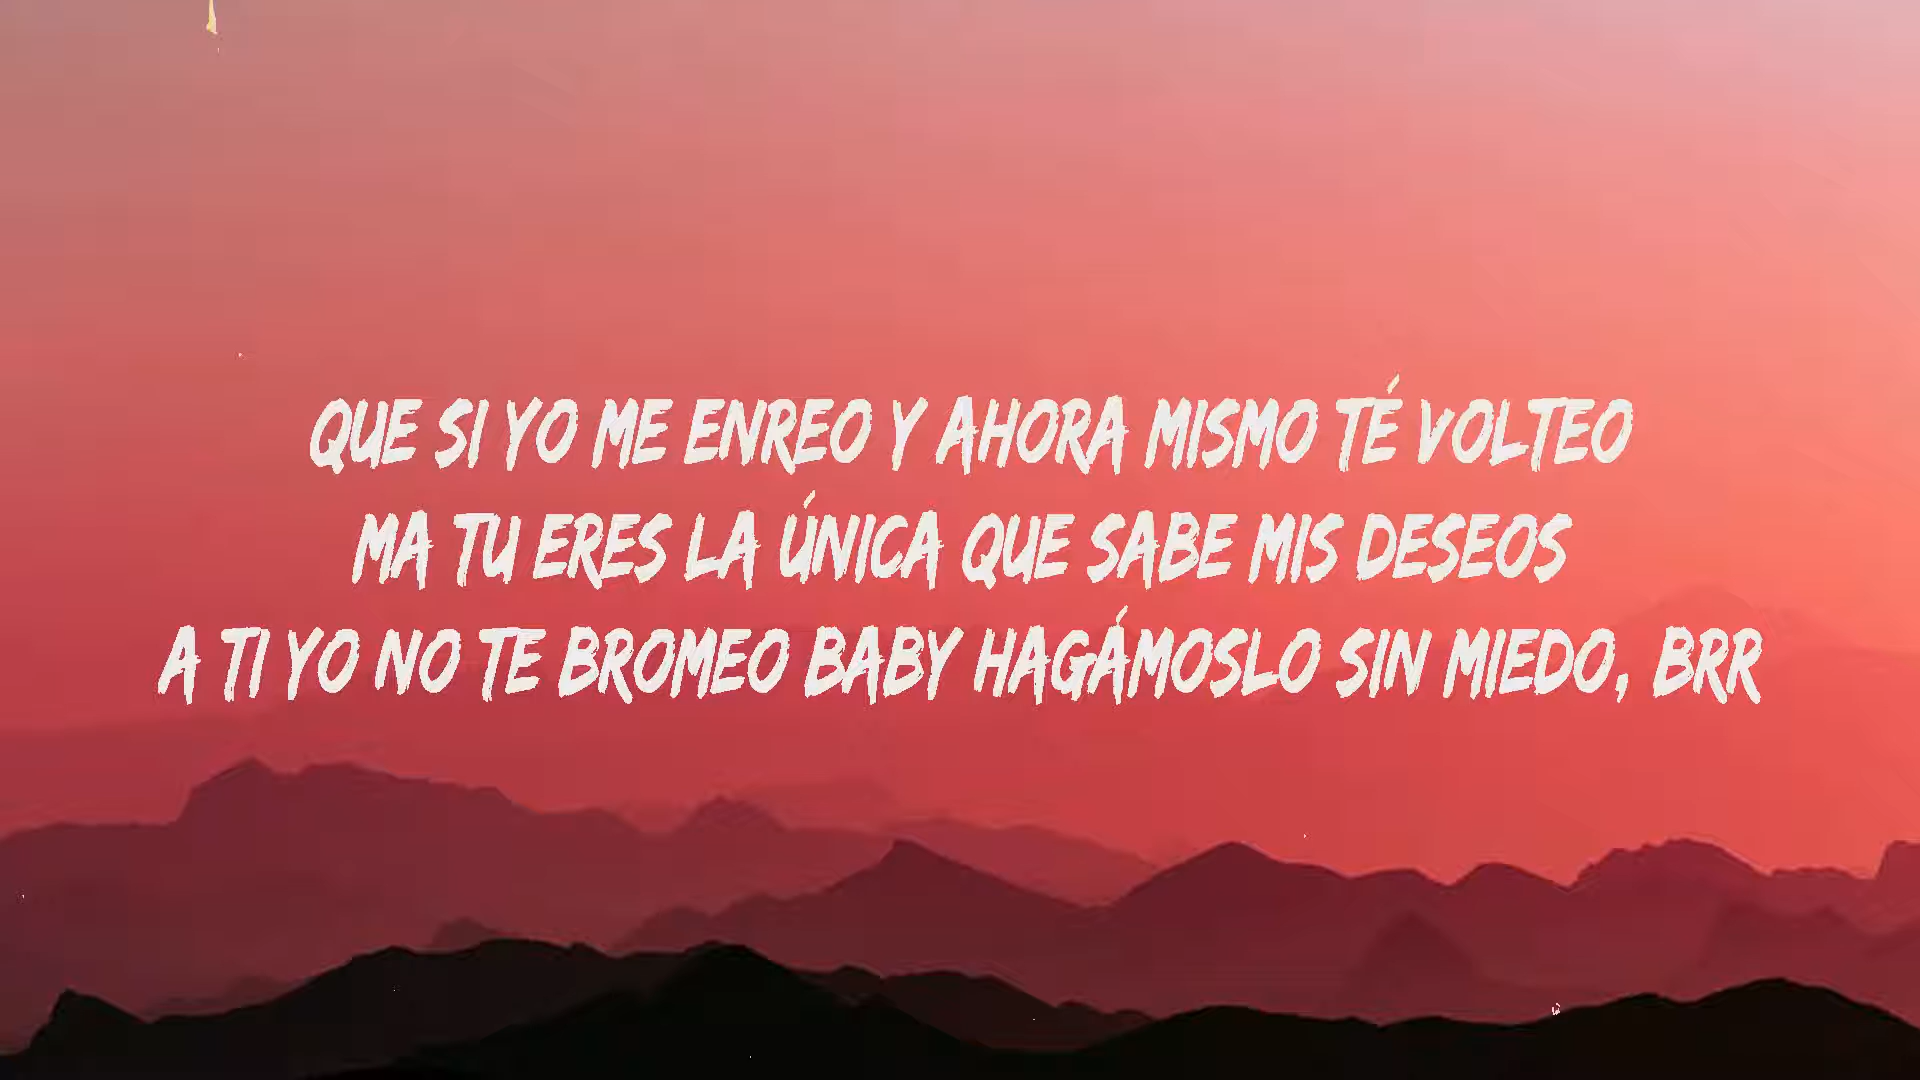 QUE SI YO ME ENREO Y AHORA MISMO TÉ VOLTEO
MA TU ERES LA ÚNICA QUE SABE MIS DESEOS
A TI YO NO TE BROMEO BABY HAGÁMOSLO SIN MIEDO, BRR